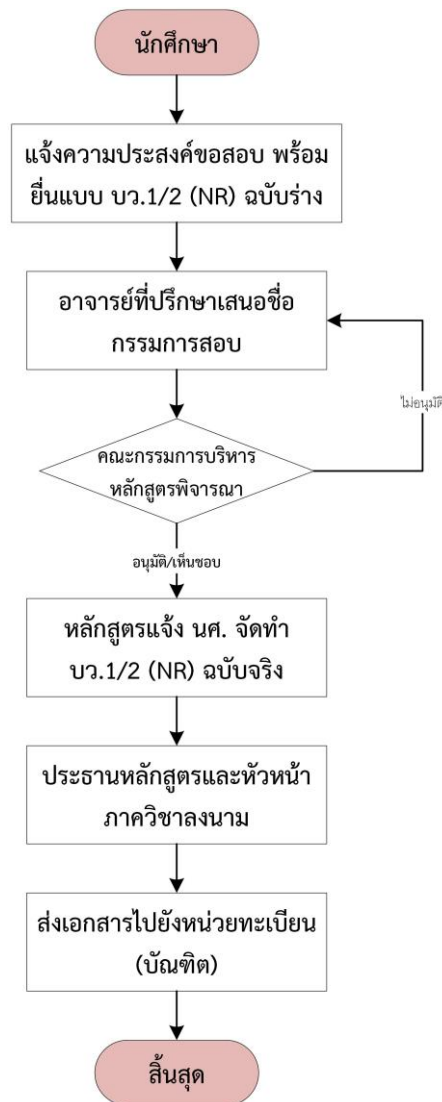 นักศึกษา
แจ้งความประสงค์ขอสอบ พร้อม
ยื่นแบบ บว.1/2 (NR) ฉบับร่าง
อาจารย์ที่ปรึกษาเสนอชื่อ
กรรมการสอบ
ไม่อนุมัติ
คณะกรรมการบริหาร
หลักสูตรพิจารณา
อนุมัติ/เห็นชอบ
หลักสูตรแจ้ง นศ. จัดทำ
บว.1/2 (NR) ฉบับจริง
ประธานหลักสูตรและหัวหน้า
ภาควิชาลงนาม
ส่งเอกสารไปยังหน่วยทะเบียน
(บัณฑิต)
สิ้นสุด